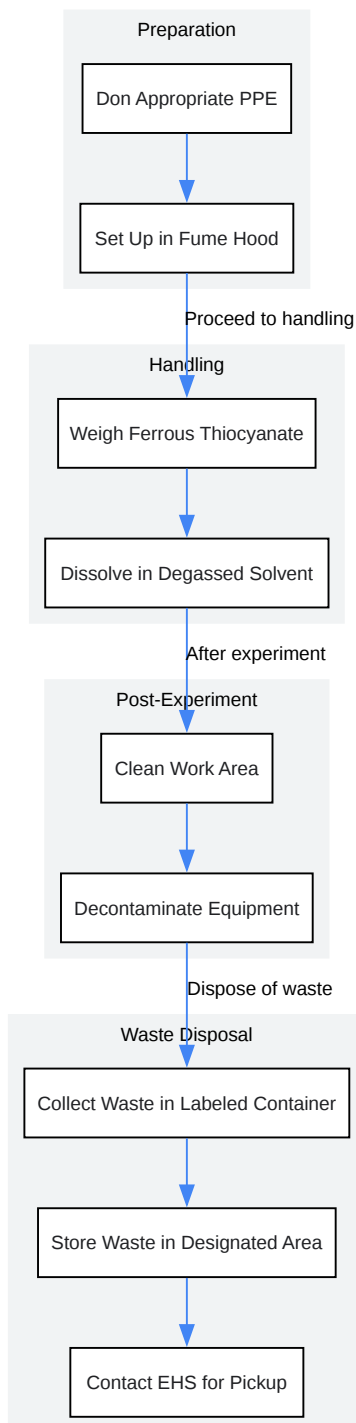 Preparation
Don Appropriate PPE
Set Up in Fume Hood
Proceed to handling
Handling
Weigh Ferrous Thiocyanate
Dissolve in Degassed Solvent
After experiment
Post-Experiment
Clean Work Area
Decontaminate Equipment
Dispose of waste
Waste Disposal
Collect Waste in Labeled Container
Store Waste in Designated Area
Contact EHS for Pickup